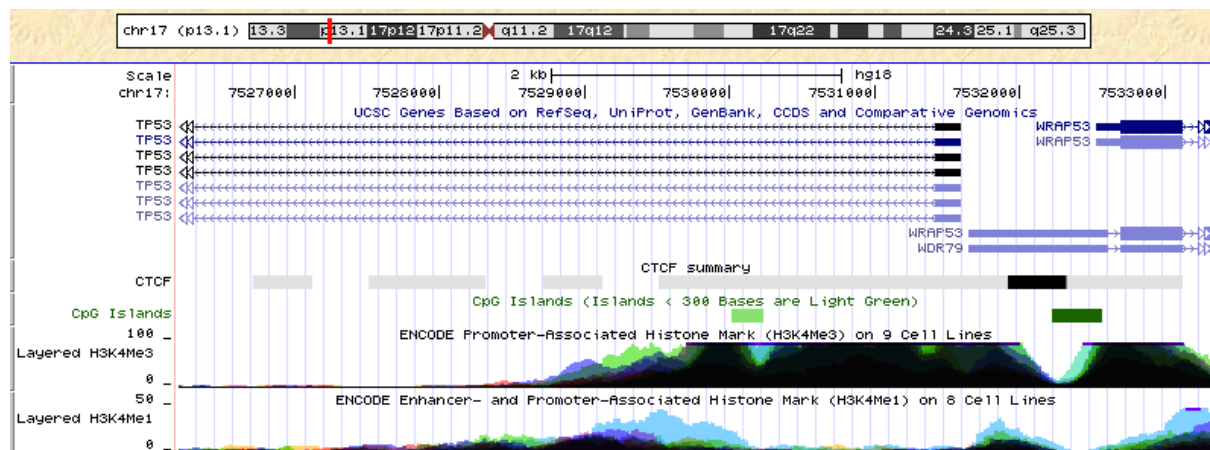 chr17 (p13.1) 13.3 p13.1 17p12 17p11.2 q11.2 17q12 17q22 24.3 25.1 q25.3
Scale 2 kb hg18
chr17: 7527000 7528000 7529000 7530000 7531000 7532000 7533000
UCSC Genes Based on RefSeq, UniProt, GenBank, CCDS and Comparative Genomics
TP53 WRAP53
TP53 WRAP53
TP53
TP53
TP53
TP53
TP53
WRAP53
WDR79
CTCF summary
CTCF
CpG Islands (Islands < 300 Bases are Light Green)
CpG Islands
100 _ ENCODE Promoter-Associated Histone Mark (H3K4Me3) on 9 Cell Lines
Layered H3K4Me3
0 _
50 _ ENCODE Enhancer- and Promoter-Associated Histone Mark (H3K4Me1) on 8 Cell Lines
Layered H3K4Me1
0 _